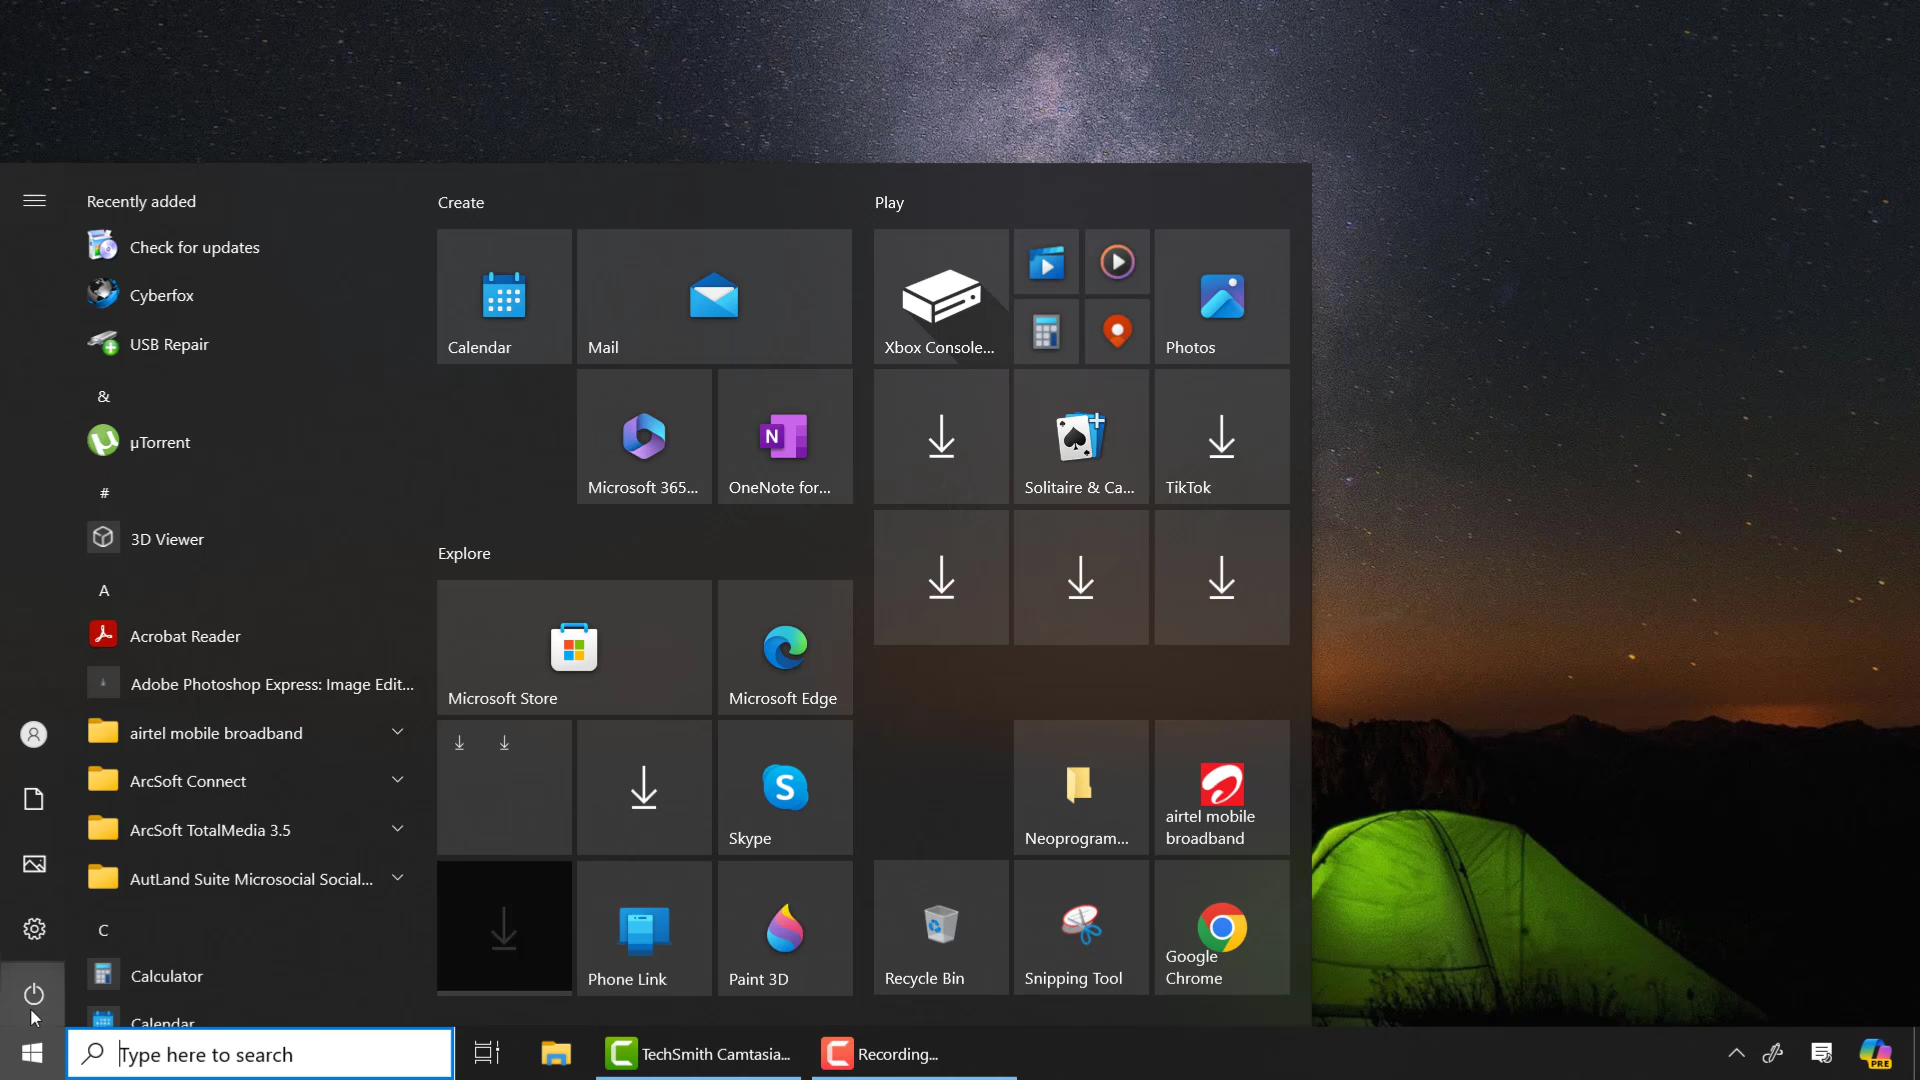 Recently added
Check for updates
Cyberfox
USB Repair
&
µTorrent
#
3D Viewer
A
Acrobat Reader
Adobe Photoshop Express: Image Edit...
airtel mobile broadband
ArcSoft Connect
ArcSoft TotalMedia 3.5
AutLand Suite Microsocial Social...
C
Calculator
Calendar
Create
Calendar
Mail
Microsoft 365...
N
OneNote for...
Explore
Microsoft Store
Microsoft Edge
S
Skype
Phone Link
Paint 3D
Play
Xbox Console...
Photos
Solitaire & Ca...
TikTok
Neoprogram...
airtel mobile
broadband
Recycle Bin
Snipping Tool
Google
Chrome
Type here to search
TechSmith Camtasia...
Recording...
PRE